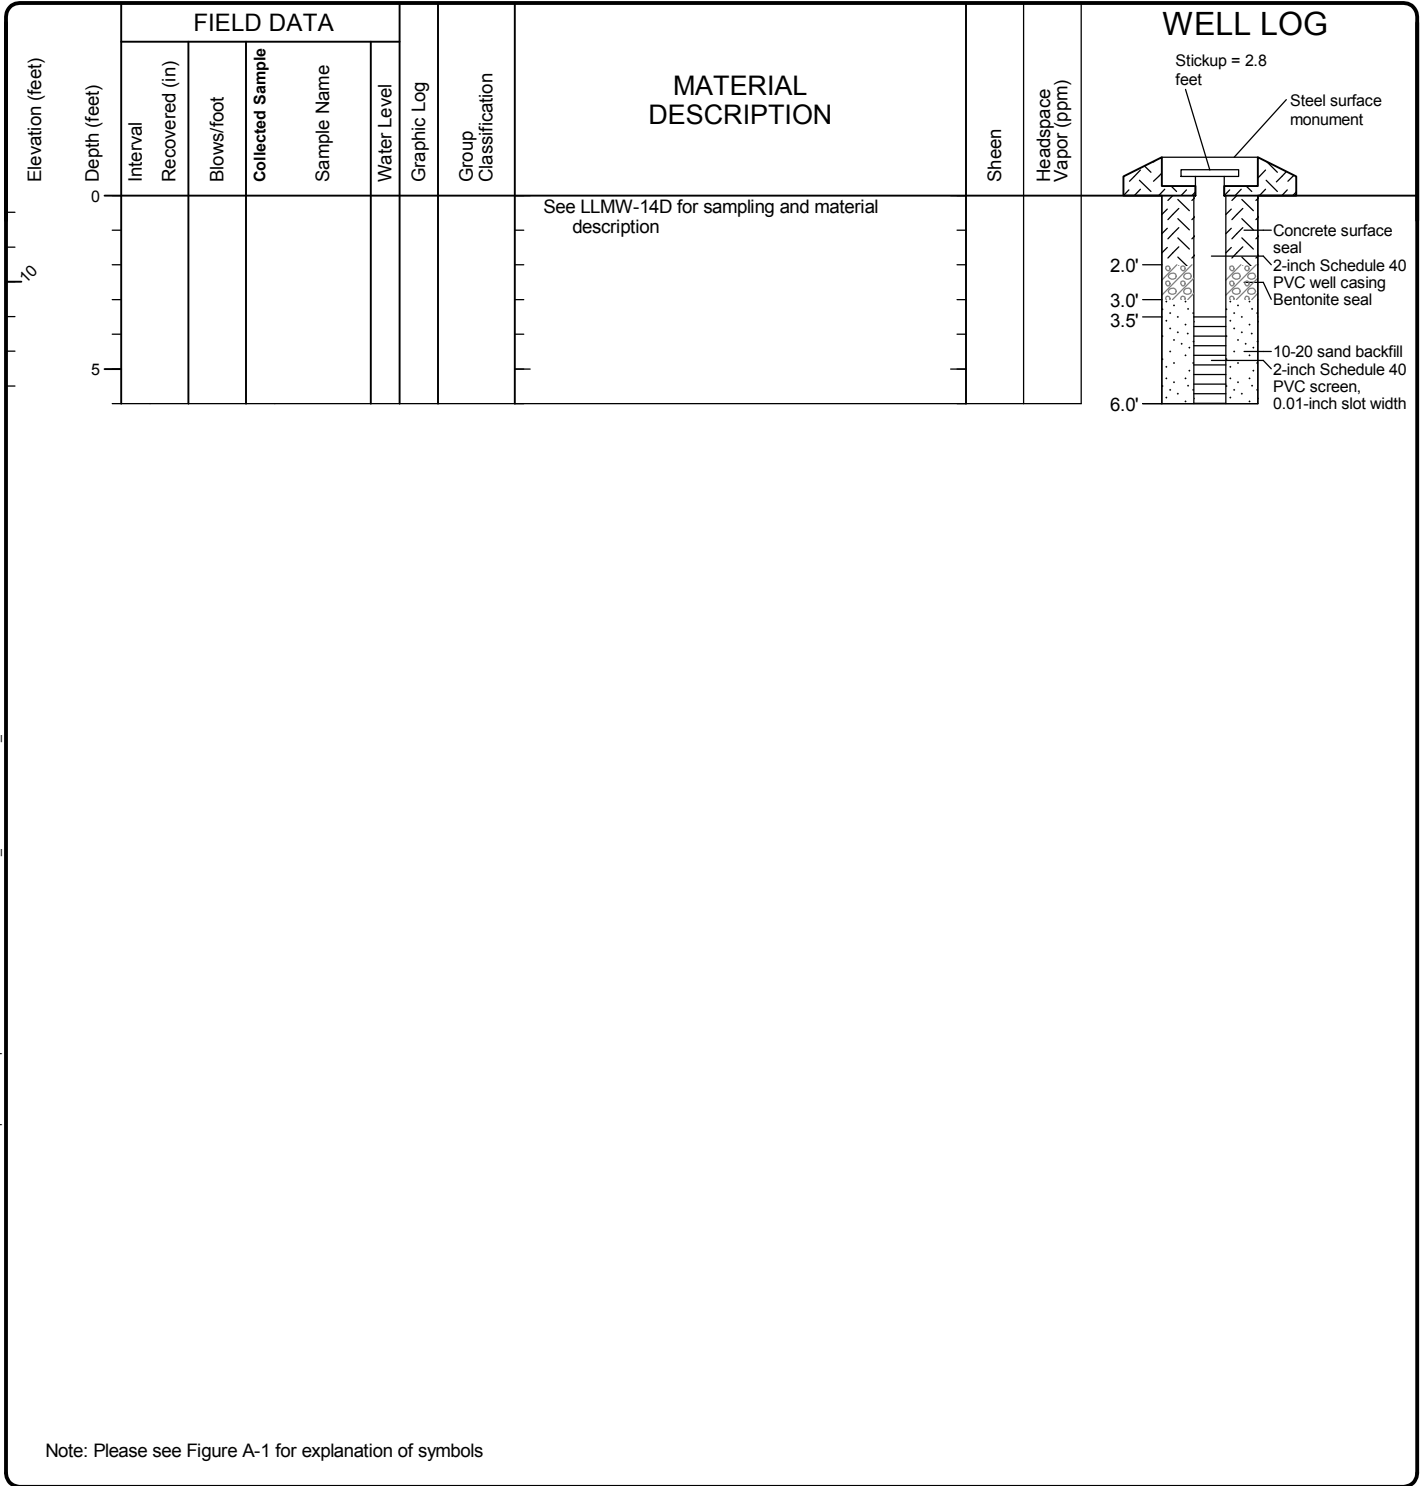 FIELD DATA
WELL LOG
Elevation (feet)
Depth (feet)
Interval
Recovered (in)
Blows/foot
Collected Sample
Sample Name
Water Level
Graphic Log
Group
Classification
MATERIAL
DESCRIPTION
Sheen
Headspace
Vapor (ppm)
Stickup = 2.8
feet
Steel surface
monument
0
See LLMW-14D for sampling and material
description
Concrete surface
seal
2.0'
2-inch Schedule 40
PVC well casing
10
3.0'
Bentonite seal
3.5'
10-20 sand backfill
5
2-inch Schedule 40
PVC screen,
0.01-inch slot width
6.0'
Note: Please see Figure A-1 for explanation of symbols